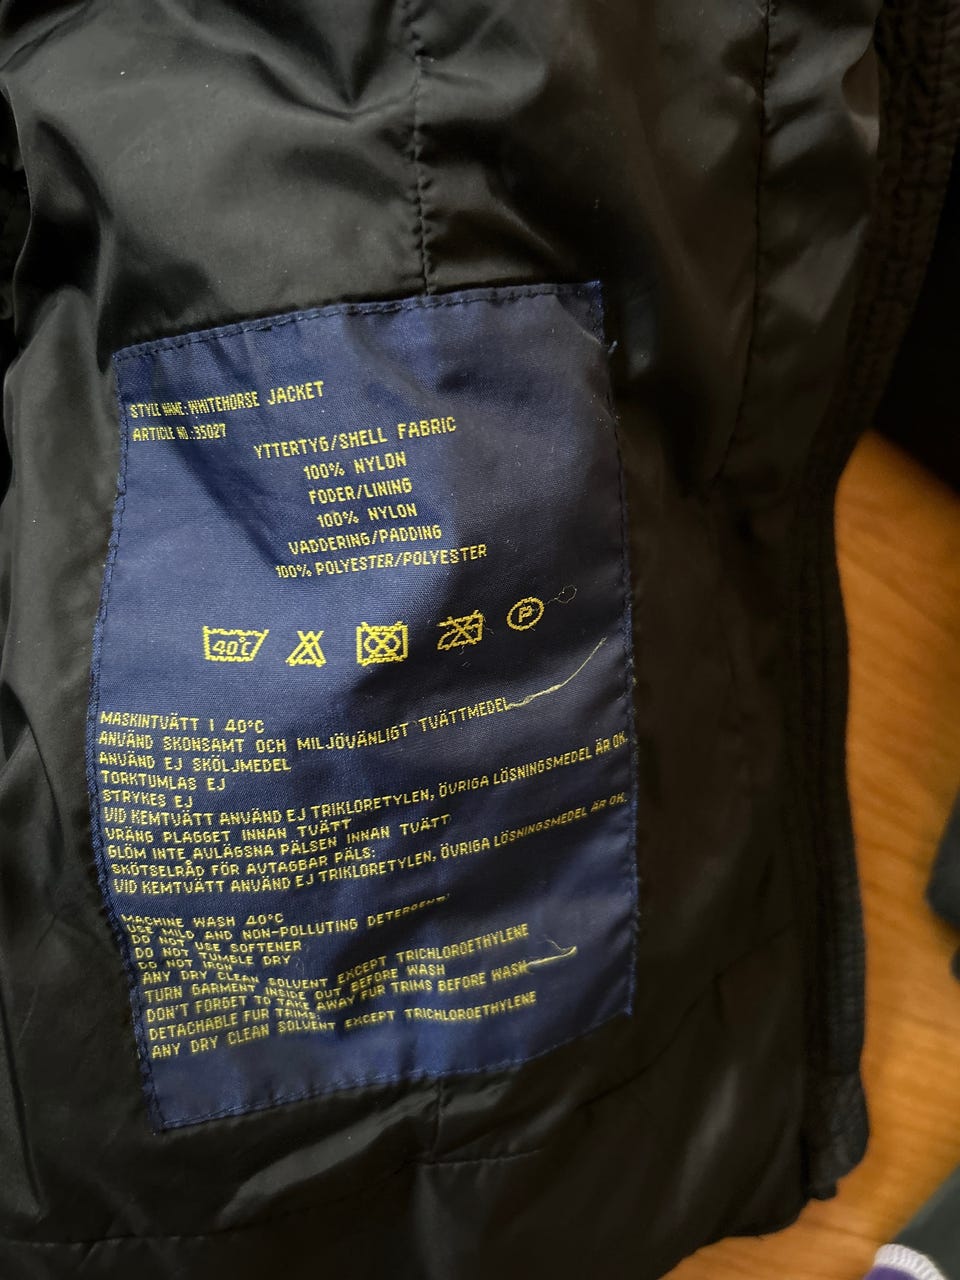 STYLE NAME: WHITEHORSE JACKET
ARTICLE NO.:35027
YTTERTYG/SHELL FABRIC
100% NYLON
FODER/LINING
100% NYLON
VADDERING/PADDING
100% POLYESTER/POLYESTER
40°C
P
MASKINTVÄTT I 40°C
ANVÄND SKONSAMT OCH MILJÖVÄNLIGT TVÄTTMEDEL
ANVÄND EJ SKÖLJMEDEL
TORKTUMLAS EJ
STRYKES EJ
VID KEMTVÄTT ANVÄND EJ TRIKLORETYLEN, ÖVRIGA LÖSNINGSMEDEL ÄR OK.
VRÄNG PLAGGET INNAN TVÄTT
GLÖM INTE AVLÄGSNA PÄLSEN INNAN TVÄTT
SKÖTSELRÅD FÖR AVTAGBAR PÄLS:
VID KEMTVÄTT ANVÄND EJ TRIKLORETYLEN, ÖVRIGA LÖSNINGSMEDEL ÄR OK.
MACHINE WASH 40°C
USE MILD AND NON-POLLUTING DETERGENT
DO NOT USE SOFTENER
DO NOT TUMBLE DRY
DO NOT IRON
ANY DRY CLEAN SOLVENT EXCEPT TRICHLOROETHYLENE
TURN GARMENT INSIDE OUT BEFORE WASH
DON'T FORGET TO TAKE AWAY FUR TRIMS BEFORE WASH
DETACHABLE FUR TRIMS:
ANY DRY CLEAN SOLVENT EXCEPT TRICHLOROETHYLENE